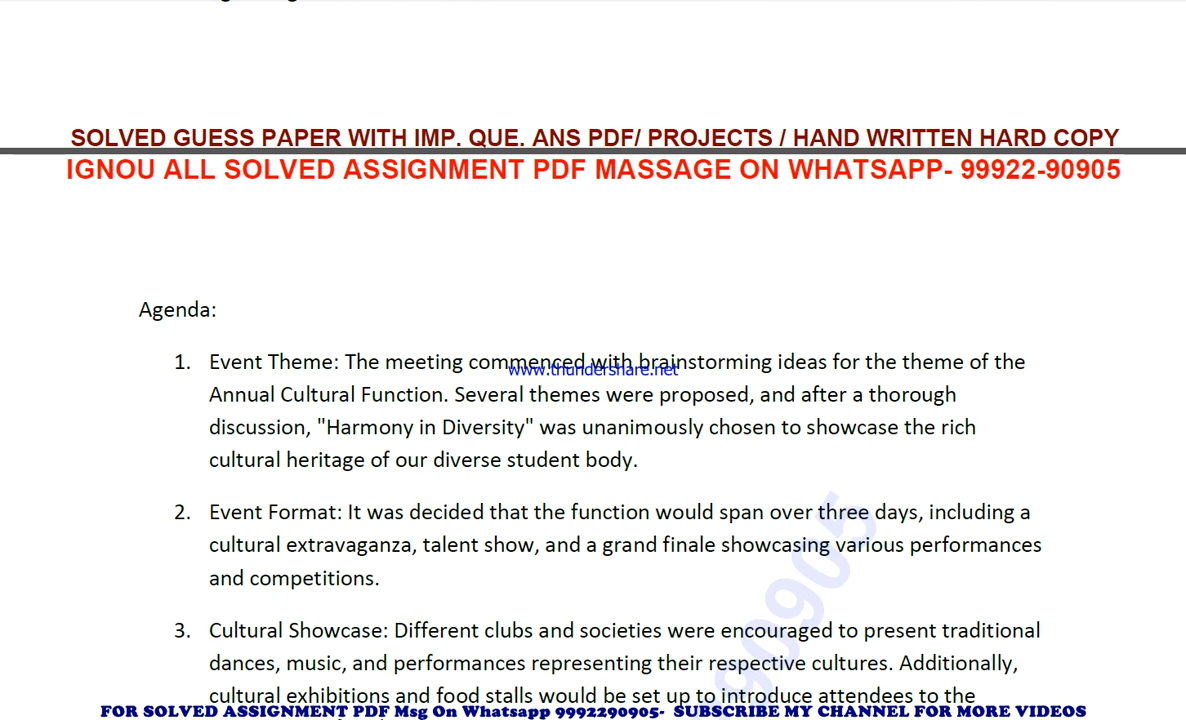 SOLVED GUESS PAPER WITH IMP. QUE. ANS PDF/ PROJECTS / HAND WRITTEN HARD COPY
IGNOU ALL SOLVED ASSIGNMENT PDF MASSAGE ON WHATSAPP- 99922-90905
Agenda:
1. Event Theme: The meeting commenced with brainstorming ideas for the theme of the
www.thundershare.net
Annual Cultural Function. Several themes were proposed, and after a thorough
discussion, "Harmony in Diversity" was unanimously chosen to showcase the rich
cultural heritage of our diverse student body.
2. Event Format: It was decided that the function would span over three days, including a
cultural extravaganza, talent show, and a grand finale showcasing various performances
and competitions.
3. Cultural Showcase: Different clubs and societies were encouraged to present traditional
dances, music, and performances representing their respective cultures. Additionally,
cultural exhibitions and food stalls would be set up to introduce attendees to the
90905
FOR SOLVED ASSIGNMENT PDF Msg On Whatsapp 9992290905- SUBSCRIBE MY CHANNEL FOR MORE VIDEOS